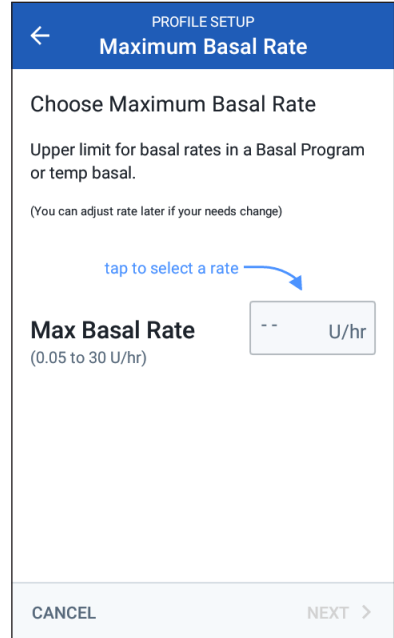 PROFILE SETUP
Maximum Basal Rate
Choose Maximum Basal Rate
Upper limit for basal rates in a Basal Program
or temp basal.
(You can adjust rate later if your needs change)
tap to select a rate
Max Basal Rate
-- U/hr
(0.05 to 30 U/hr)
CANCEL
NEXT >